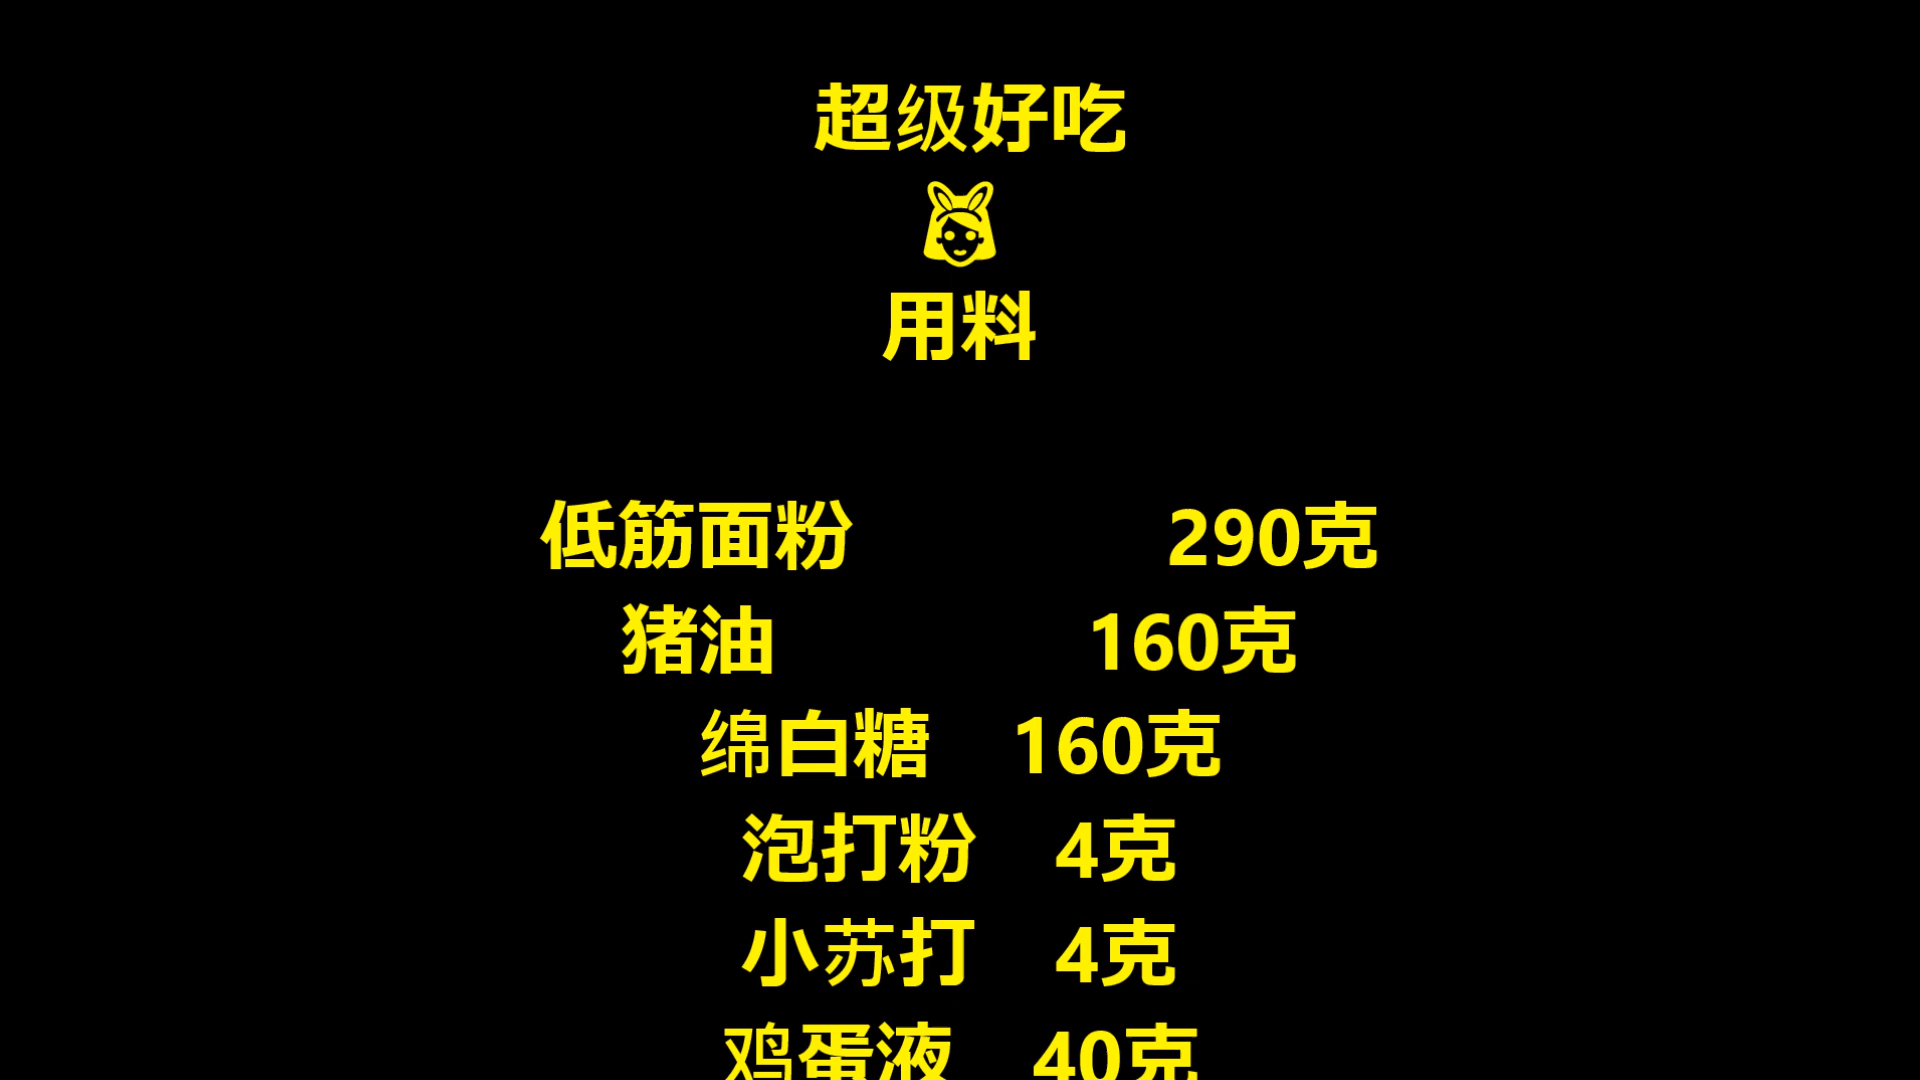 超级好吃
用料
低筋面粉 290克
猪油 160克
绵白糖 160克
泡打粉 4克
小苏打 4克
鸡蛋液 40克